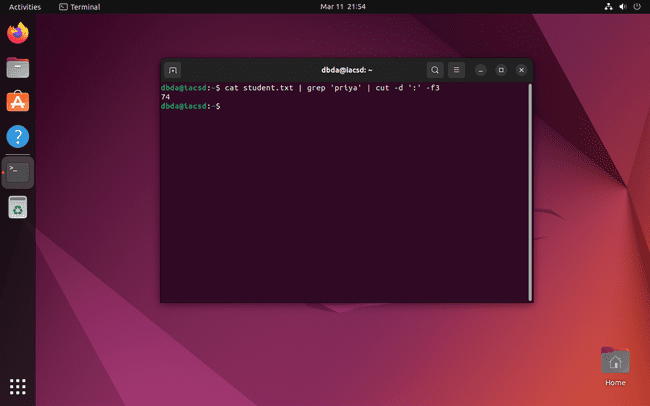 Activities
Terminal
Mar 11 21:54
dbda@iacsd: ~
dbda@iacsd:~$ cat student.txt | grep 'priya' | cut -d ':' -f3
74
dbda@iacsd:~$
Home